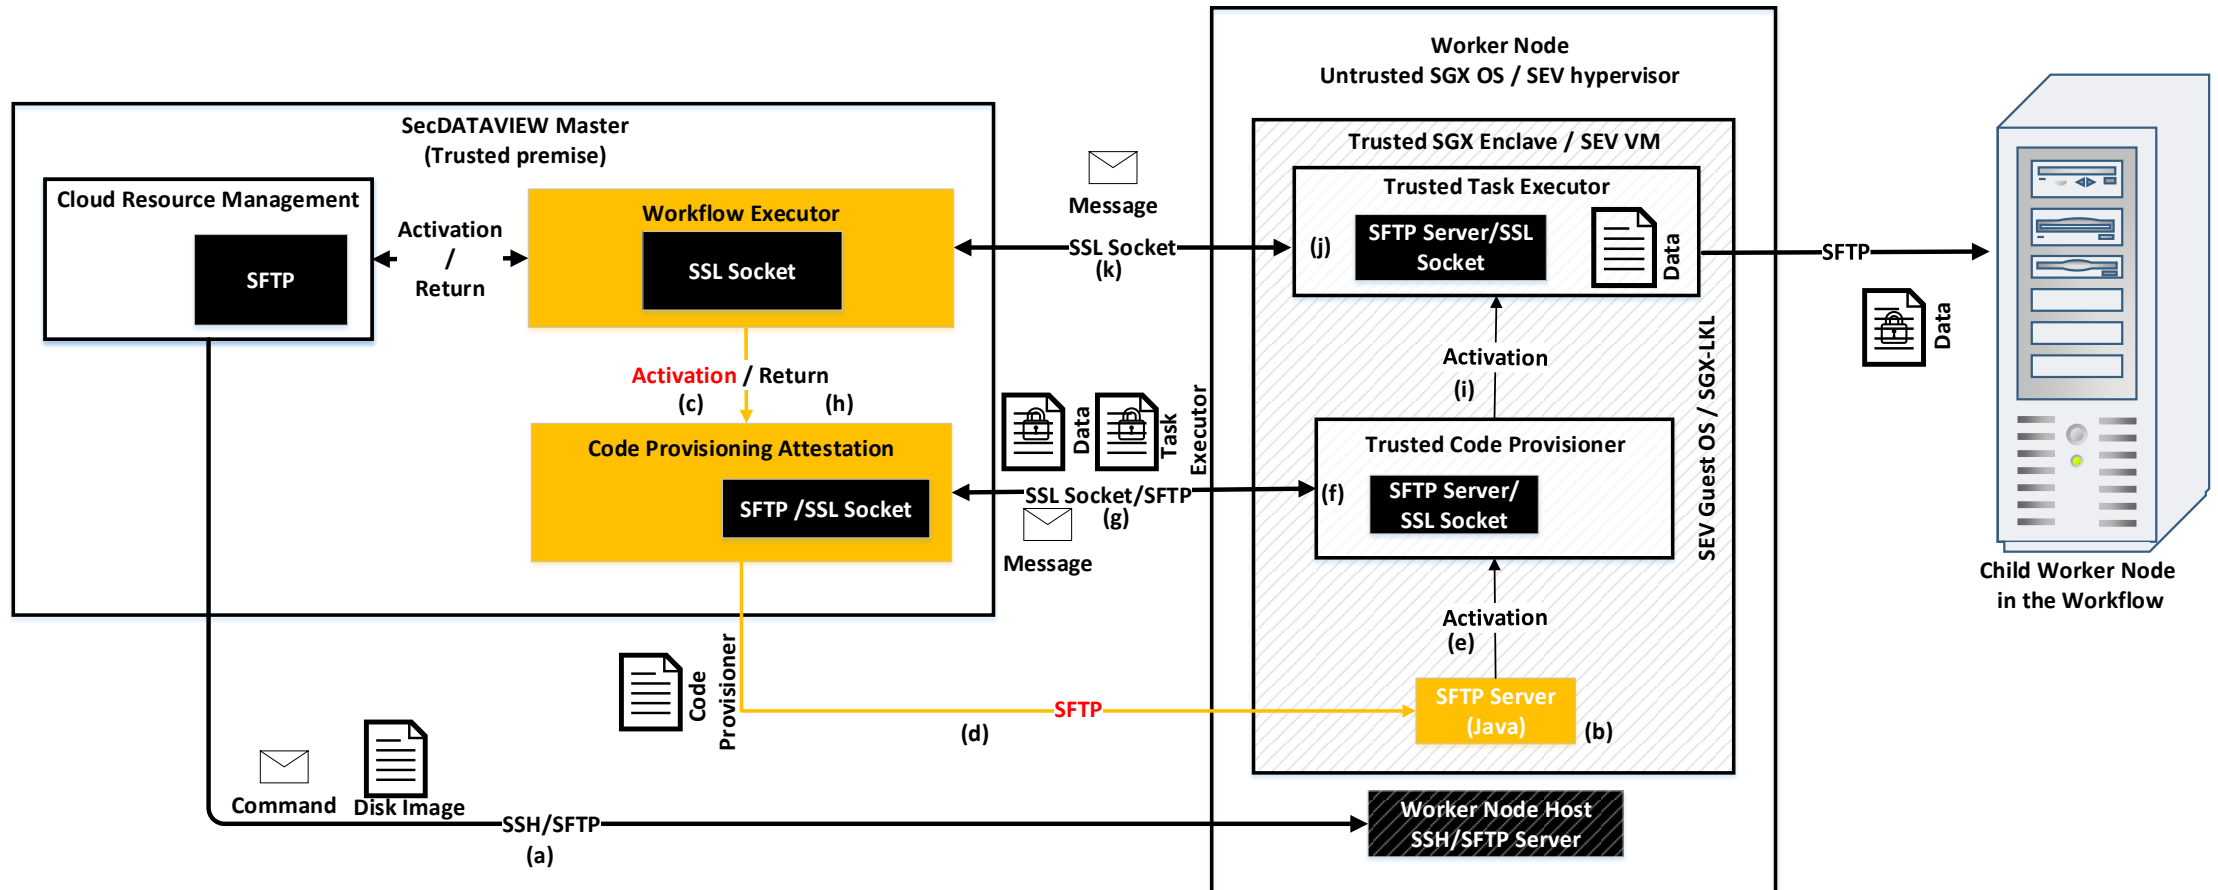 Worker Node
Untrusted SGX OS / SEV hypervisor
SecDATAVIEW Master
(Trusted premise)
Cloud Resource Management
SFTP
Activation
/
Return
Workflow Executor
SSL Socket
Activation / Return
(c)
(h)
Code Provisioning Attestation
SFTP /SSL Socket
Message
SSL Socket
(k)
Data
Task
Executor
SSL Socket/SFTP
(g)
Message
Trusted SGX Enclave / SEV VM
Trusted Task Executor
(j)
SFTP Server/SSL
Socket
Data
Activation
(i)
Trusted Code Provisioner
(f)
SFTP Server/
SSL Socket
SEV Guest OS / SGX-LKL
Activation
(e)
SFTP Server
(Java)
(b)
SFTP
Data
Child Worker Node
in the Workflow
Code
Provisioner
SFTP
(d)
Command
Disk Image
SSH/SFTP
(a)
Worker Node Host
SSH/SFTP Server